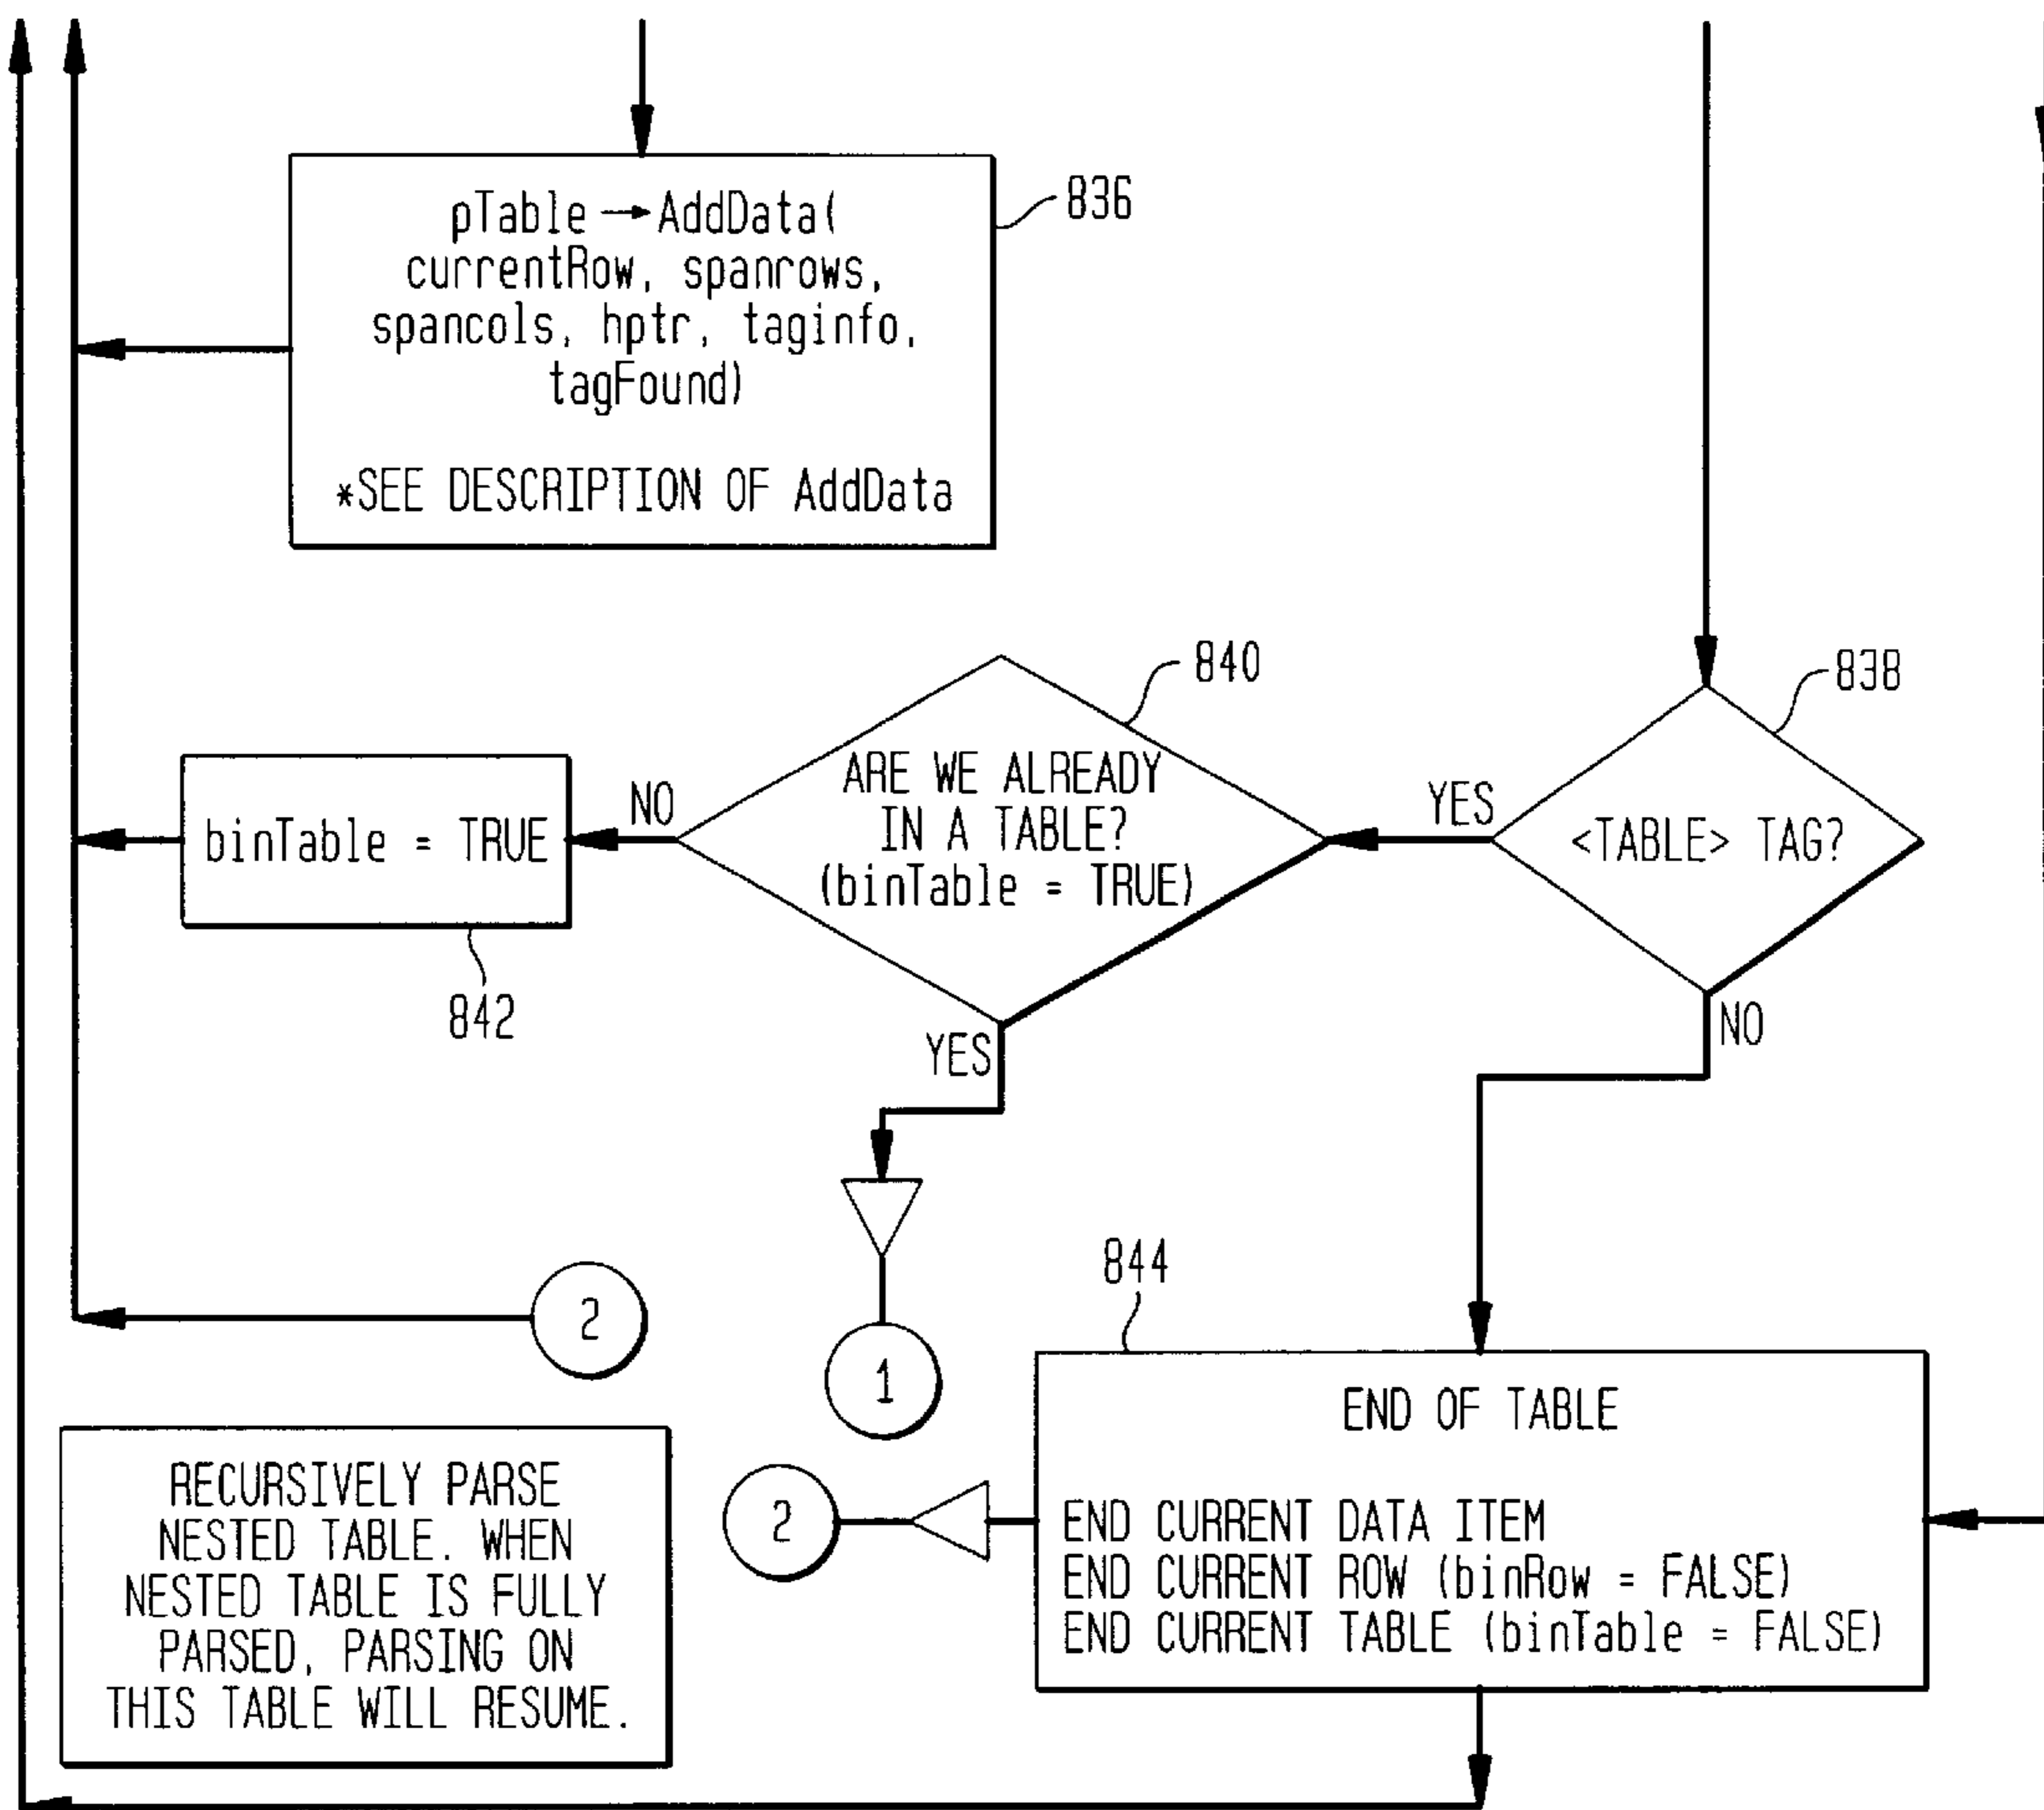 pTable → AddData(
currentRow, spanrows,
spancols, hptr, taginfo,
tagFound)
*SEE DESCRIPTION OF AddData
836
840
838
ARE WE ALREADY
IN A TABLE?
(binTable = TRUE)
NO
YES
<TABLE> TAG?
binTable = TRUE
842
YES
NO
844
2
1
END OF TABLE
END CURRENT DATA ITEM
END CURRENT ROW (binRow = FALSE)
END CURRENT TABLE (binTable = FALSE)
2
RECURSIVELY PARSE
NESTED TABLE. WHEN
NESTED TABLE IS FULLY
PARSED, PARSING ON
THIS TABLE WILL RESUME.